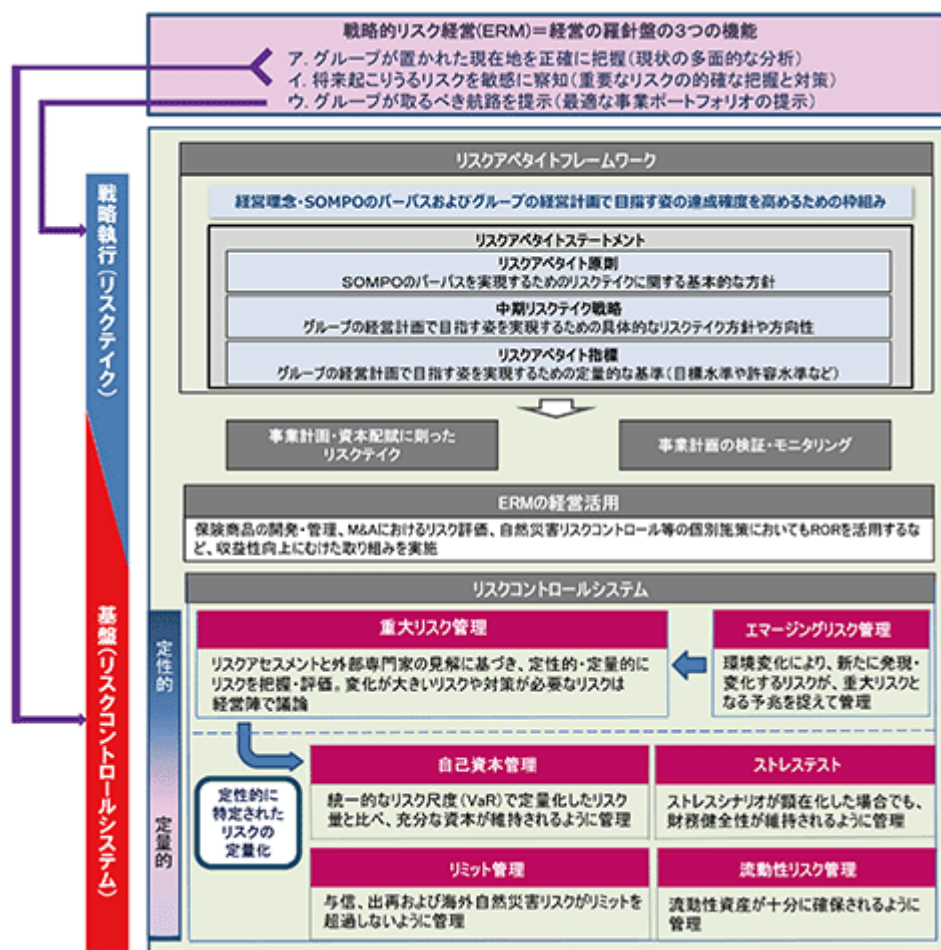 戦略的リスク経営(ERM)=経営の羅針盤の3つの機能
ア. グループが置かれた現在地を正確に把握(現状の多面的な分析)
イ. 将来起こりうるリスクを敏感に察知(重要なリスクの的確な把握と対策)
ウ. グループが取るべき航路を提示(最適な事業ポートフォリオの提示)
戦略執行(リスクテイク)
リスクアペタイトフレームワーク
経営理念・SOMPOのパーパスおよびグループの経営計画で目指す姿の達成確度を高めるための枠組み
リスクアペタイトステートメント
リスクアペタイト原則
SOMPOのパーパスを実現するためのリスクテイクに関する基本的な方針
中期リスクテイク戦略
グループの経営計画で目指す姿を実現するための具体的なリスクテイク方針や方向性
リスクアペタイト指標
グループの経営計画で目指す姿を実現するための定量的な基準(目標水準や許容水準など)
事業計画・資本配賦に則った
リスクテイク
事業計画の検証・モニタリング
ERMの経営活用
保険商品の開発・管理、M&Aにおけるリスク評価、自然災害リスクコントロール等の個別施策においてもRORを活用するな
ど、収益性向上にむけた取り組みを実施
基盤(リスクコントロールシステム)
リスクコントロールシステム
定性的
重大リスク管理
リスクアセスメントと外部専門家の見解に基づき、定性的・定量的に
リスクを把握・評価。変化が大きいリスクや対策が必要なリスクは
経営陣で議論
エマージングリスク管理
環境変化により、新たに発現・
変化するリスクが、重大リスクと
なる予兆を捉えて管理
定量的
定性的に
特定された
リスクの
定量化
自己資本管理
統一的なリスク尺度(VaR)で定量化したリスク
量と比べ、充分な資本が維持されるように管理
ストレステスト
ストレスシナリオが顕在化した場合でも、
財務健全性が維持されるように管理
リミット管理
与信、出再および海外自然災害リスクがリミットを
超過しないように管理
流動性リスク管理
流動性資産が十分に確保されるように
管理